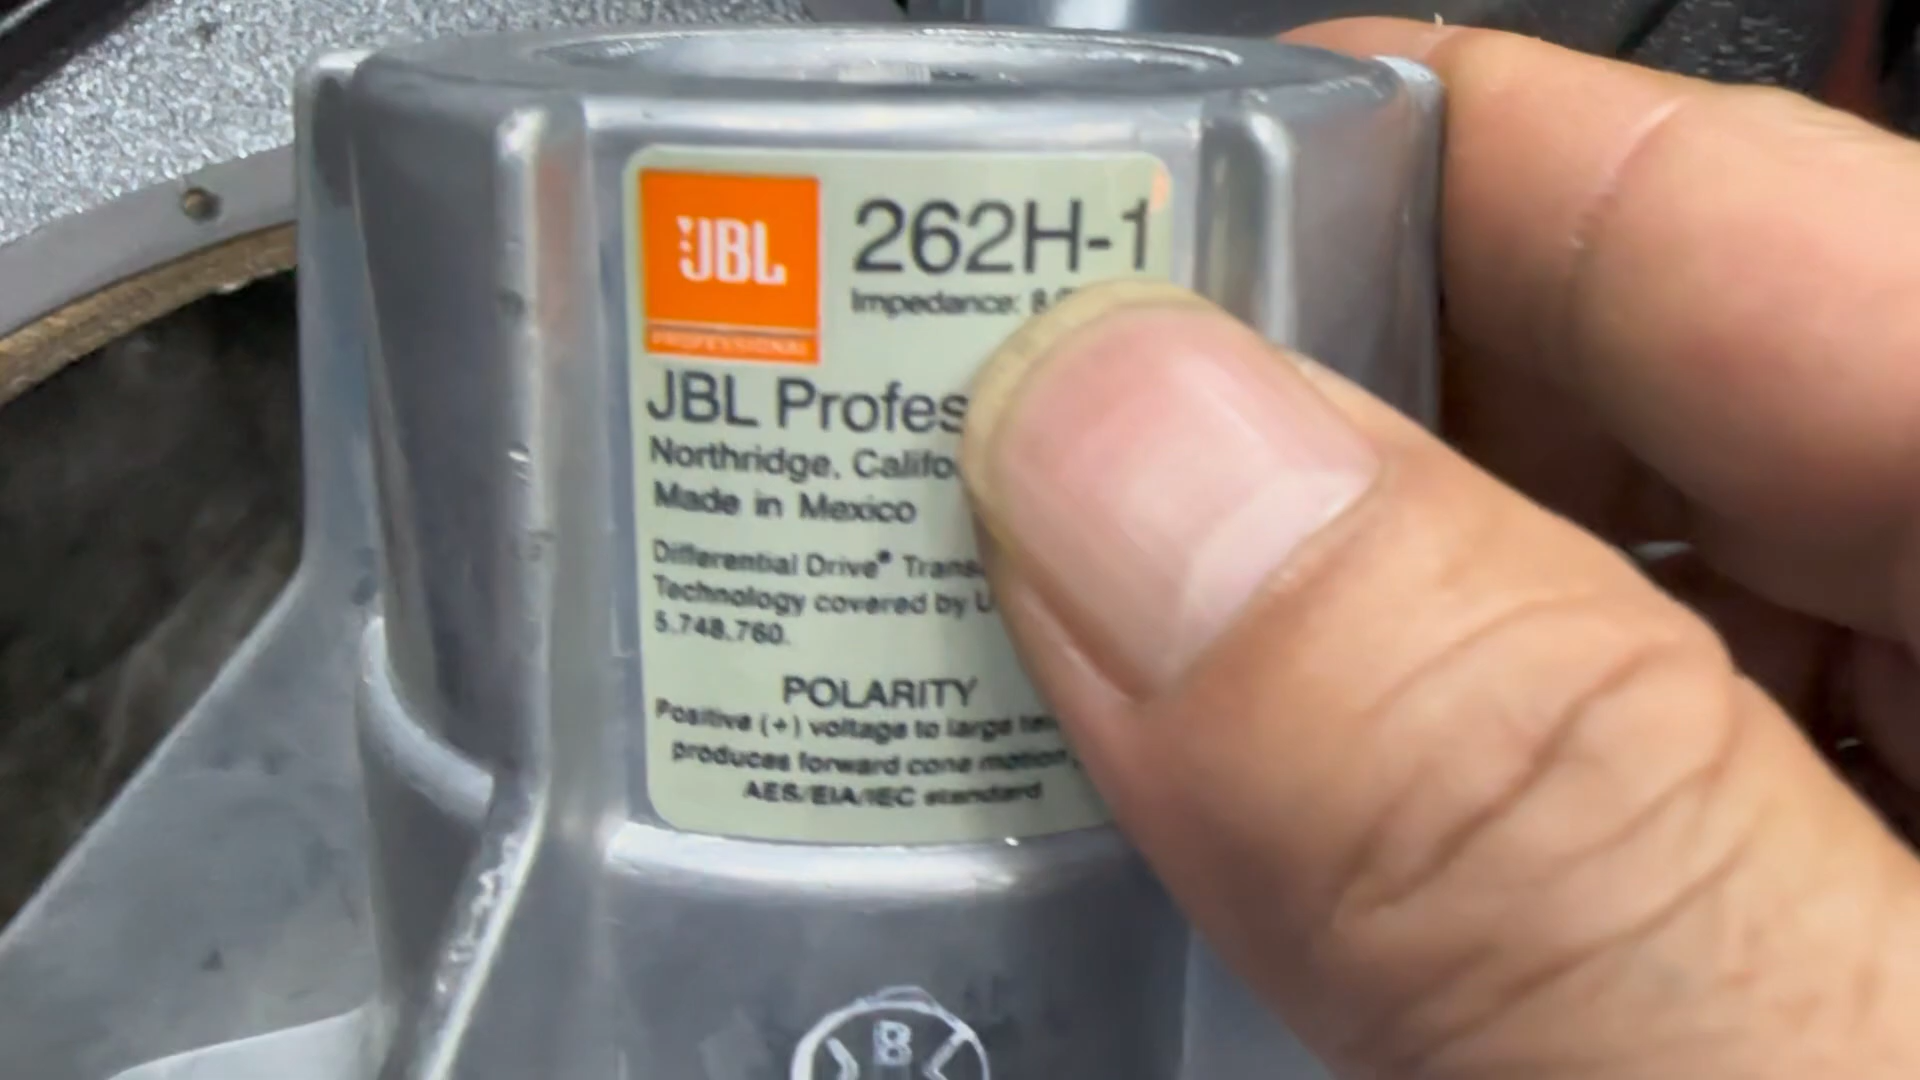 JBL
PROFESSIONAL
262H-1
Impedance: 8
JBL Profes
Northridge, Califo
Made in Mexico
Differential Drive® Trans
Technology covered by U
5,748,760.
POLARITY
Positive (+) voltage to large
produces forward cone motion,
AES/EIA/IEC standard
B